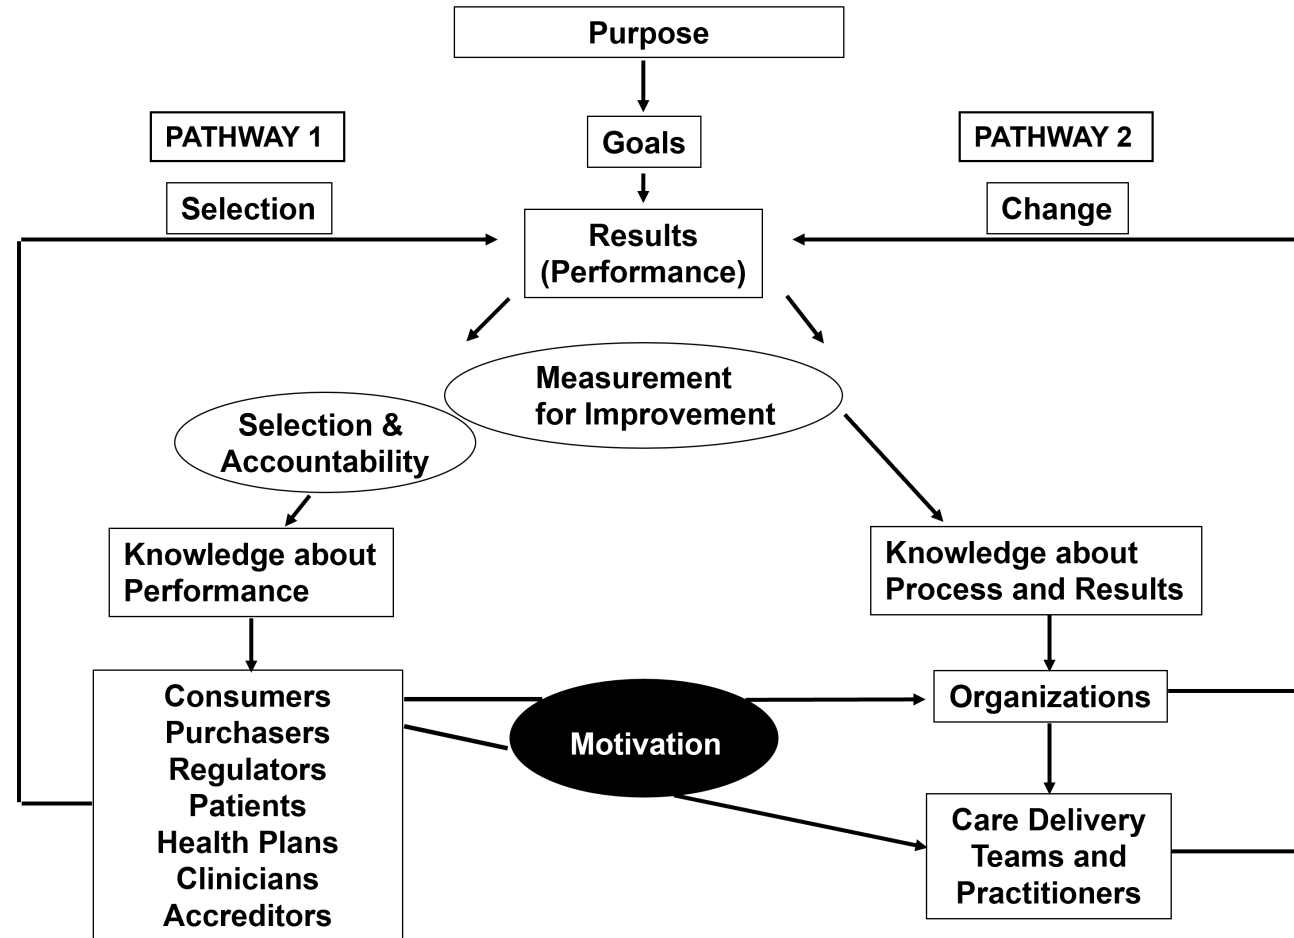 Purpose
PATHWAY 1
Goals
PATHWAY 2
Selection
Change
Results
(Performance)
Measurement
for Improvement
Selection &
Accountability
Knowledge about
Performance
Knowledge about
Process and Results
Consumers
Purchasers
Regulators
Patients
Health Plans
Clinicians
Accreditors
Motivation
Organizations
Care Delivery
Teams and
Practitioners